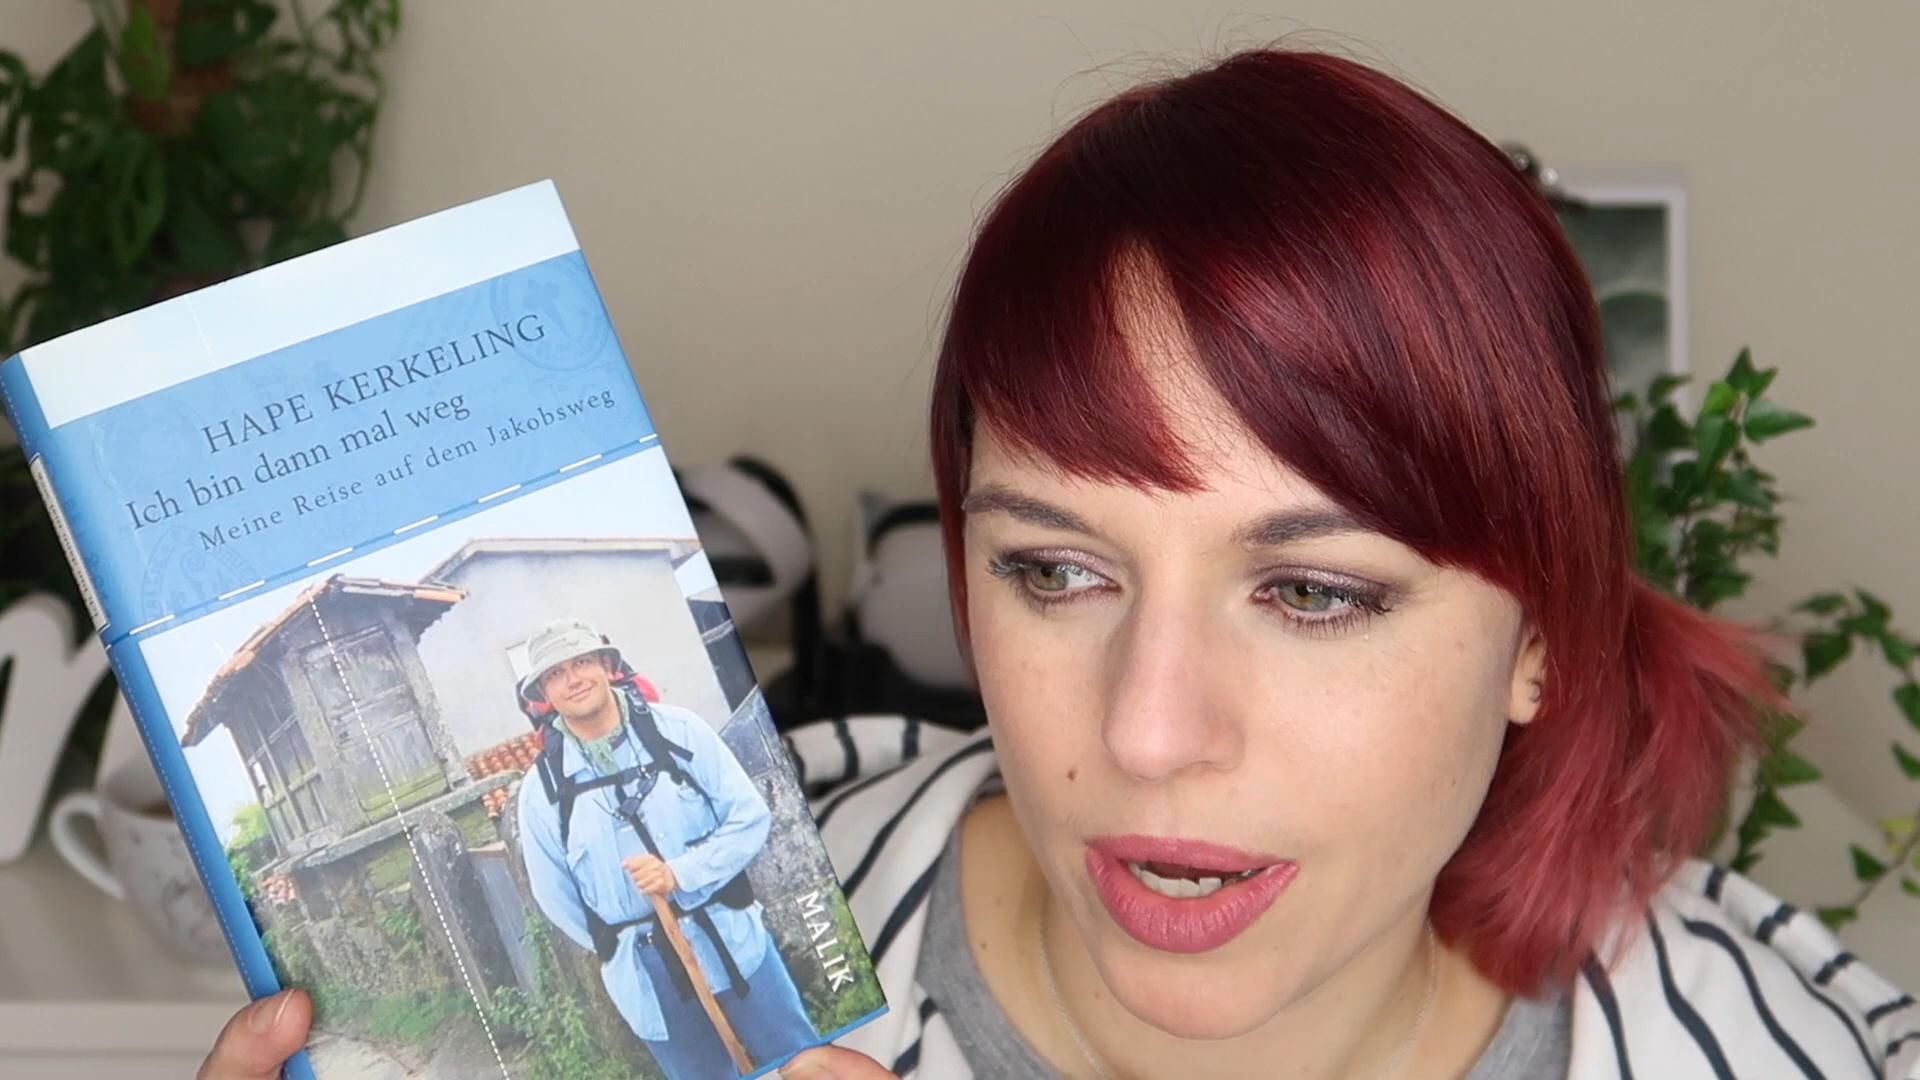 HAPE KERKELING
Ich bin dann mal weg
Meine Reise auf dem Jakobsweg
MALIK